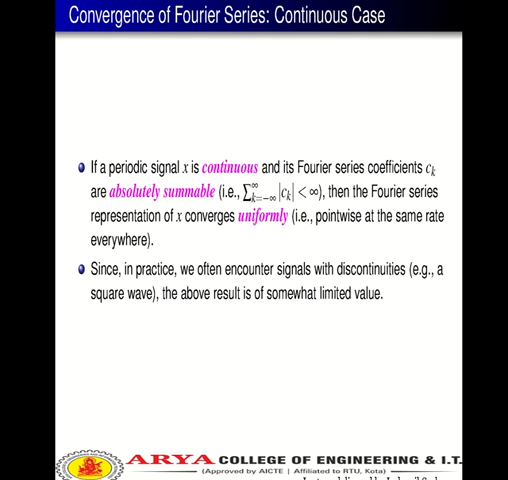 Convergence of Fourier Series: Continuous Case
If a periodic signal x is continuous and its Fourier series coefficients c_k
are absolutely summable (i.e., ∑_{k=−∞}^{∞} |c_k| < ∞), then the Fourier series
representation of x converges uniformly (i.e., pointwise at the same rate
everywhere).
Since, in practice, we often encounter signals with discontinuities (e.g., a
square wave), the above result is of somewhat limited value.
ARYA COLLEGE OF ENGINEERING & I.T.
(Approved by AICTE | Affiliated to RTU, Kota)